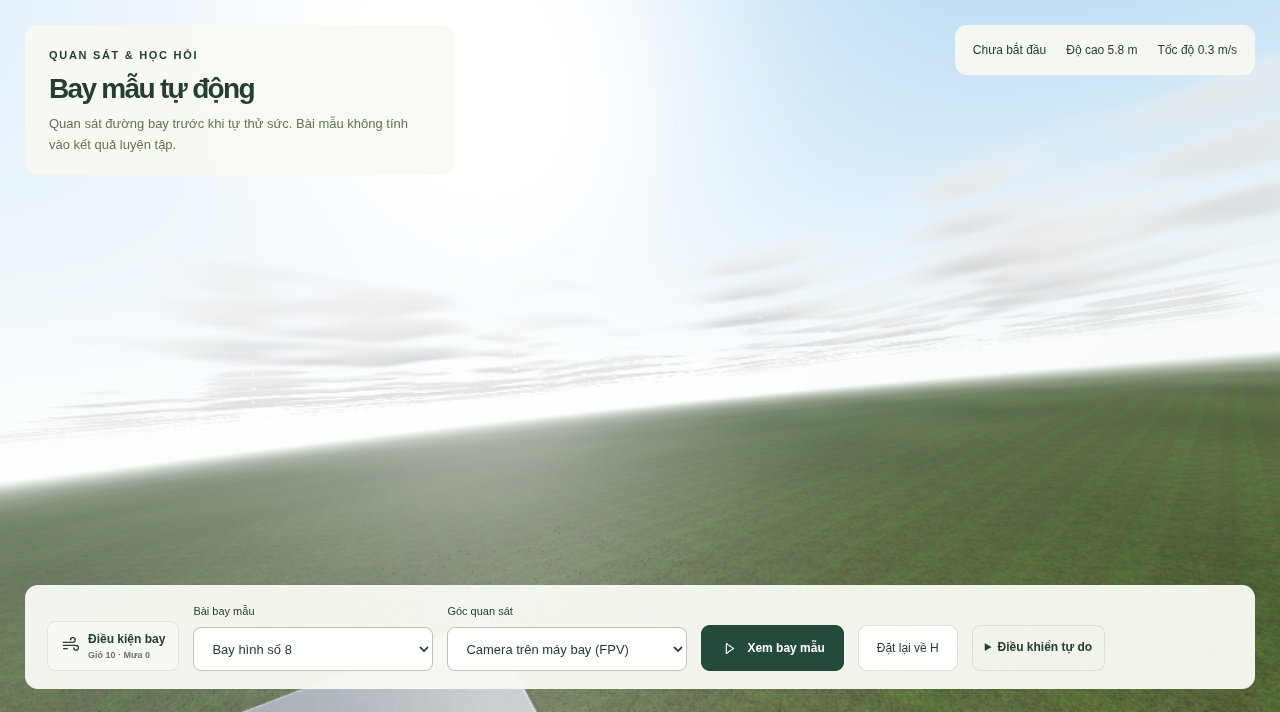 QUAN SÁT & HỌC HỎI
Bay mẫu tự động
Quan sát đường bay trước khi tự thử sức. Bài mẫu không tính
vào kết quả luyện tập.
Chưa bắt đầu Độ cao 5.8 m Tốc độ 0.3 m/s
Điều kiện bay
Gió 10 · Mưa 0
Bài bay mẫu
Bay hình số 8
Góc quan sát
Camera trên máy bay (FPV)
Xem bay mẫu
Đặt lại về H
Điều khiển tự do